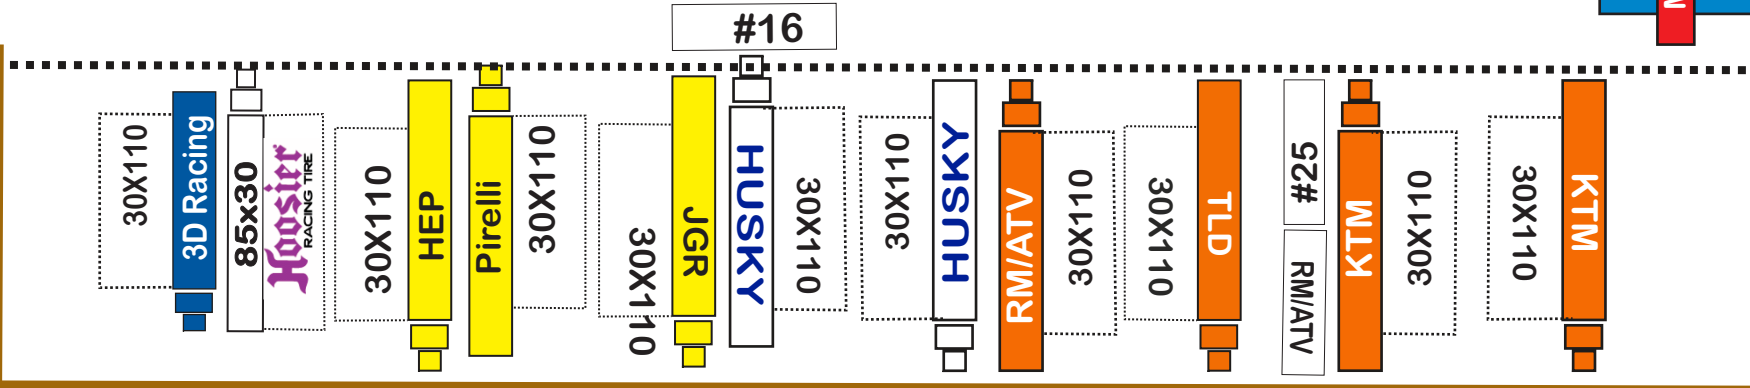 #16
30X110
3D Racing
85x30
Hoosier
RACING TIRE
30X110
HEP
Pirelli
30X110
30X110
JGR
HUSKY
30X110
30X110
HUSKY
RM/ATV
30X110
30X110
TLD
#25
RM/ATV
KTM
30X110
30X110
KTM